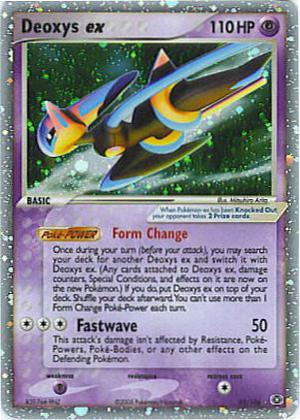 Deoxys ex 110 HP
Illus. Mitsuhiro Arita
BASIC
When Pokémon-ex has been Knocked Out,
your opponent takes 2 Prize cards.
Poké-POWER Form Change
Once during your turn (before your attack), you may search
your deck for another Deoxys ex and switch it with
Deoxys ex. (Any cards attached to Deoxys ex, damage
counters, Special Conditions, and effects on it are now on
the new Pokémon.) If you do, put Deoxys ex on top of your
deck. Shuffle your deck afterward. You can't use more than 1
Form Change Poké-Power each turn.
Fastwave 50
This attack's damage isn't affected by Resistance, Poké-
Powers, Poké-Bodies, or any other effects on the
Defending Pokémon.
weakness resistance retreat cost